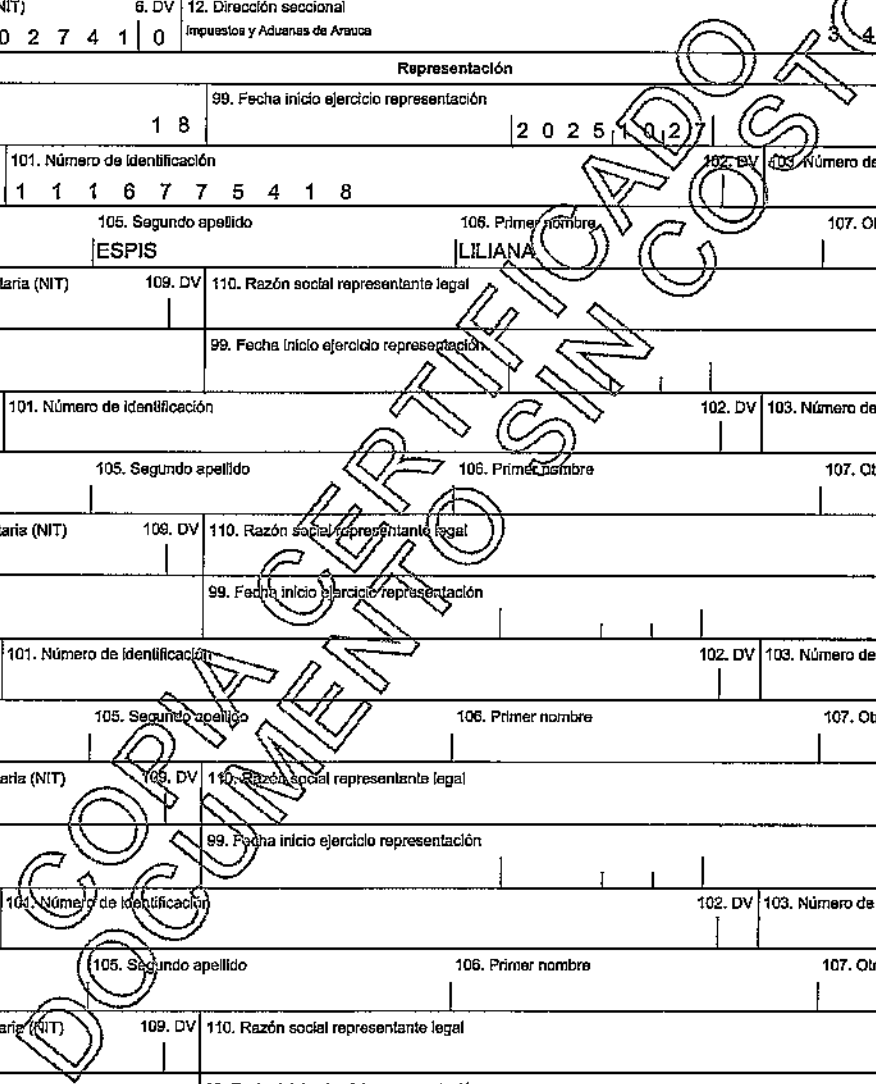 NIT) 6. DV 12. Dirección seccional
0 2 7 4 1 0 Impuestos y Aduanas de Arauca 3 4
Representación
99. Fecha inicio ejercicio representación
1 8 2 0 2 5 1 0 2 7
101. Número de identificación 102. DV 103. Número de
1 1 1 6 7 7 5 4 1 8
105. Segundo apellido 106. Primer nombre 107. Ot
ESPIS LILIANA
taria (NIT) 109. DV 110. Razón social representante legal
99. Fecha inicio ejercicio representación
101. Número de identificación 102. DV 103. Número de
105. Segundo apellido 106. Primer nombre 107. Ot
taria (NIT) 109. DV 110. Razón social representante legal
99. Fecha inicio ejercicio representación
101. Número de identificación 102. DV 103. Número de
105. Segundo apellido 106. Primer nombre 107. Ot
aria (NIT) 109. DV 110. Razón social representante legal
99. Fecha inicio ejercicio representación
101. Número de identificación 102. DV 103. Número de
105. Segundo apellido 106. Primer nombre 107. Otr
aria (NIT) 109. DV 110. Razón social representante legal
COPIA CERTIFICADO
DOCUMENTO SIN COSTO